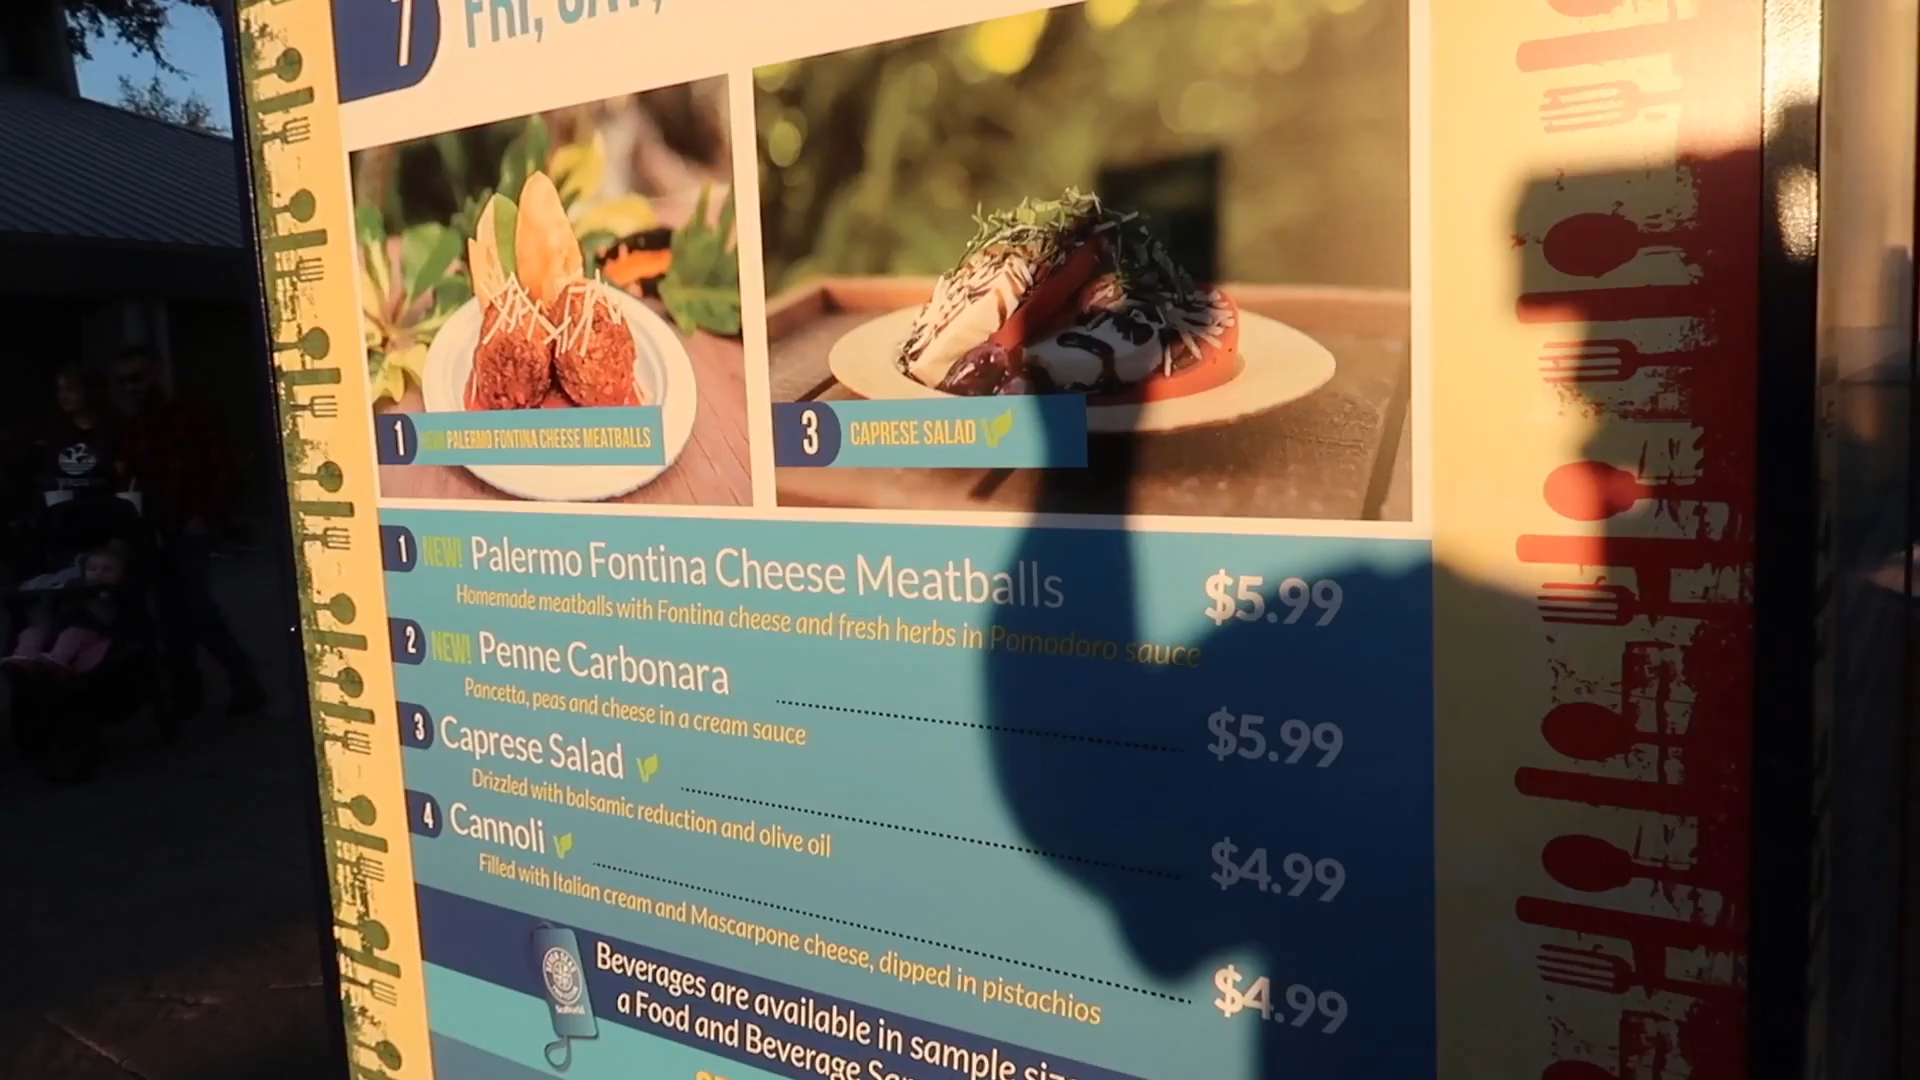 7 FRI, SAT,
1 NEW! PALERMO FONTINA CHEESE MEATBALLS
3 CAPRESE SALAD
1 NEW! Palermo Fontina Cheese Meatballs $5.99
Homemade meatballs with Fontina cheese and fresh herbs in Pomodoro sauce
2 NEW! Penne Carbonara $5.99
Pancetta, peas and cheese in a cream sauce
3 Caprese Salad $4.99
Drizzled with balsamic reduction and olive oil
4 Cannoli $4.99
Filled with Italian cream and Mascarpone cheese, dipped in pistachios
Beverages are available in sample
a Food and Beverage
SeaWorld